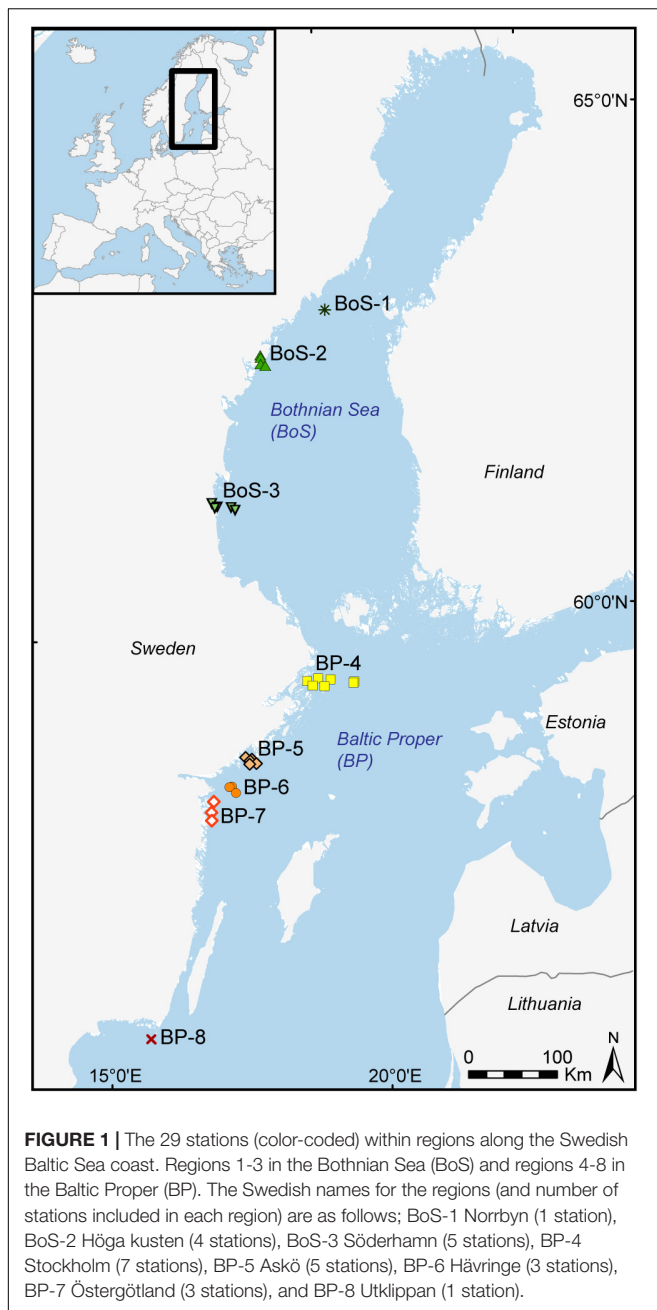 65°0'N
BoS-1
BoS-2
Bothnian Sea
(BoS)
BoS-3
Finland
60°0'N
Sweden
BP-4
Estonia
BP-5
Baltic Proper
(BP)
BP-6
BP-7
Latvia
Lithuania
BP-8
N
0 100
Km
15°0'E 20°0'E
FIGURE 1 | The 29 stations (color-coded) within regions along the Swedish
Baltic Sea coast. Regions 1-3 in the Bothnian Sea (BoS) and regions 4-8 in
the Baltic Proper (BP). The Swedish names for the regions (and number of
stations included in each region) are as follows; BoS-1 Norrbyn (1 station),
BoS-2 Höga kusten (4 stations), BoS-3 Söderhamn (5 stations), BP-4
Stockholm (7 stations), BP-5 Askö (5 stations), BP-6 Hävringe (3 stations),
BP-7 Östergötland (3 stations), and BP-8 Utklippan (1 station).